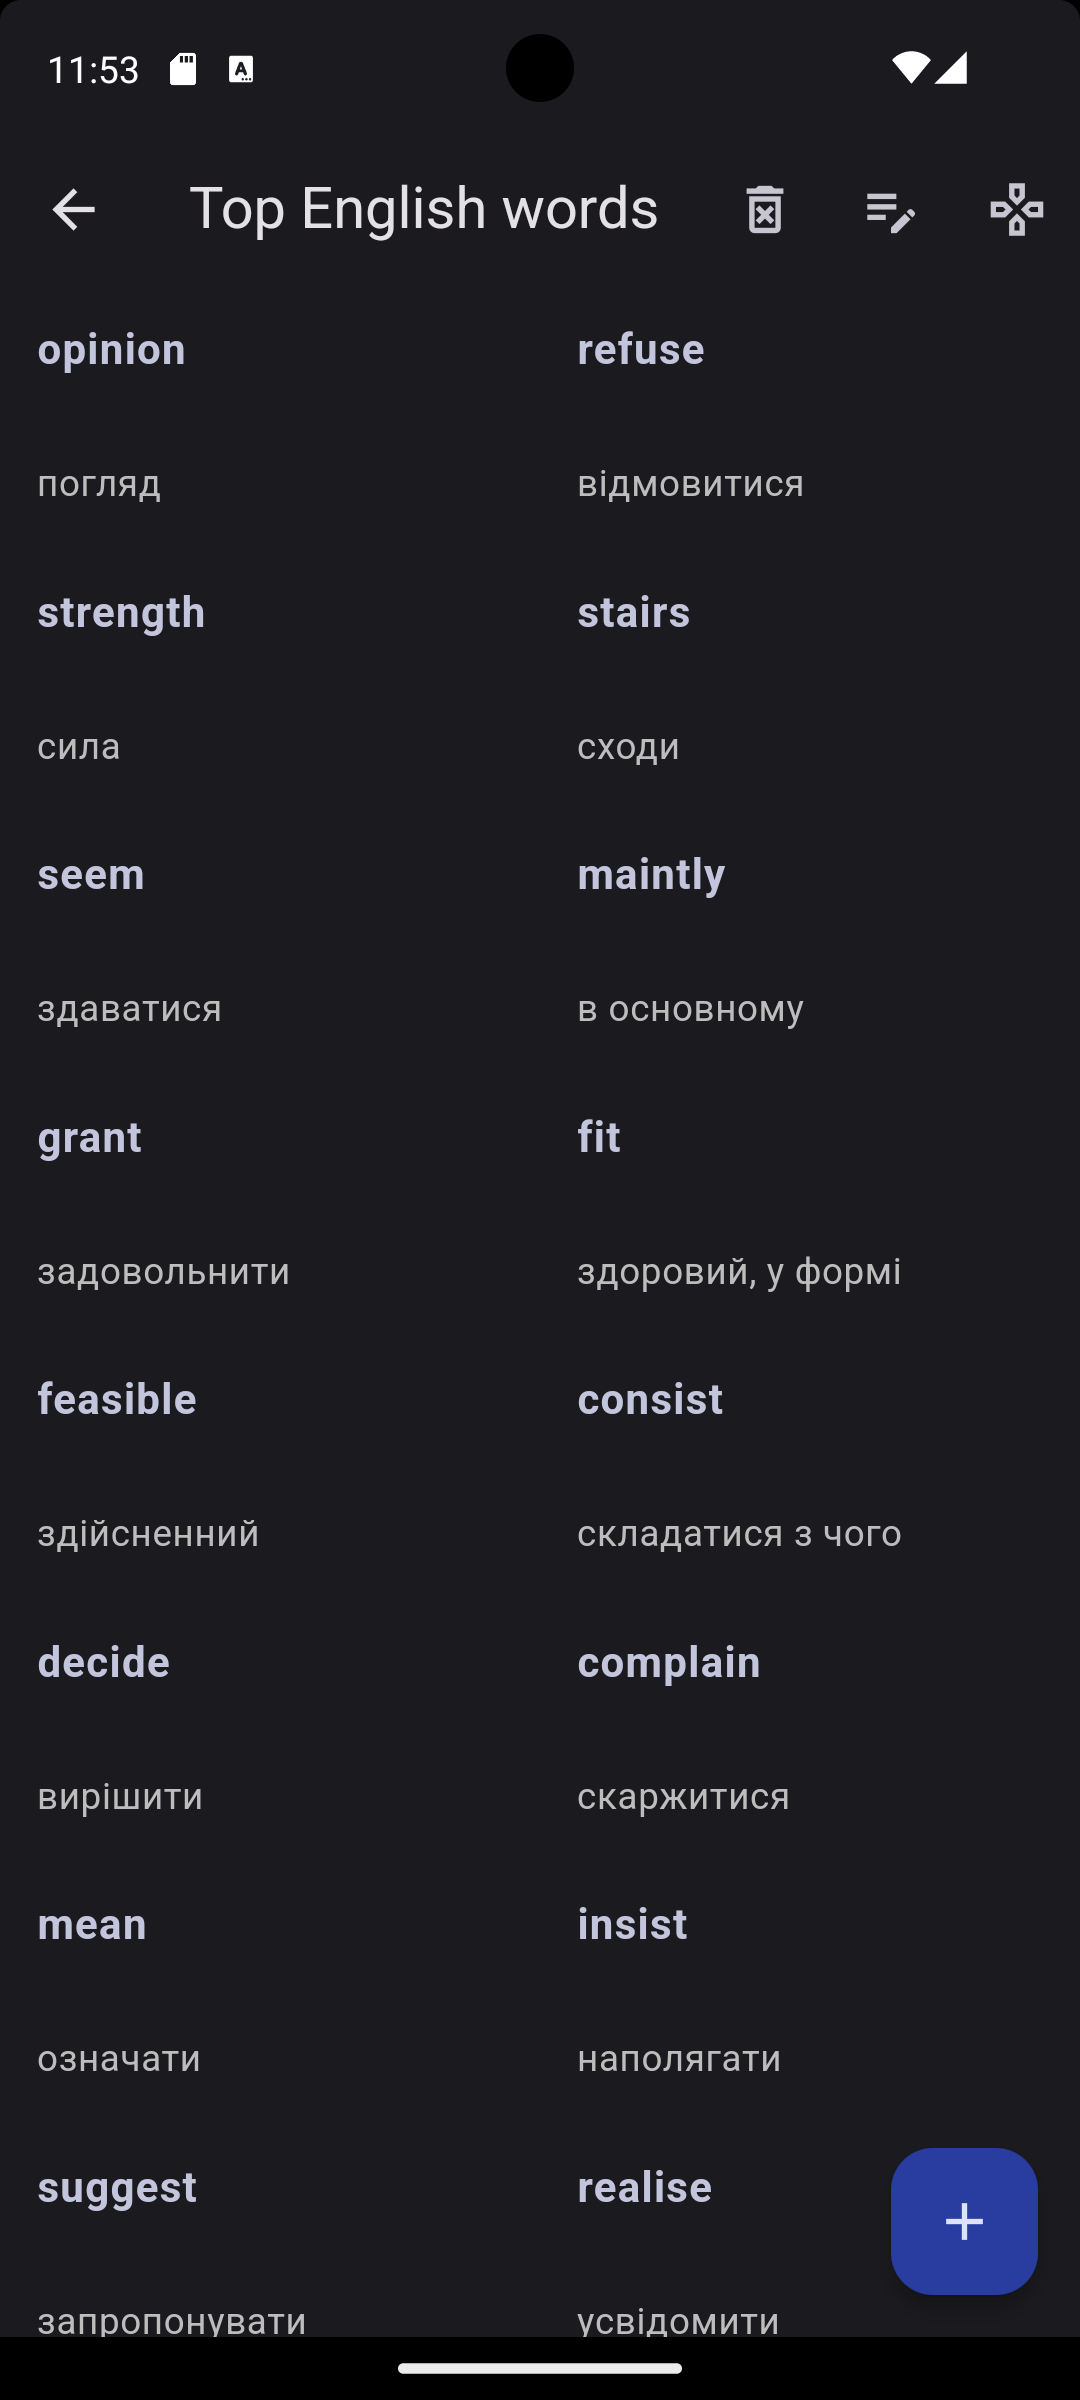 11:53
Top English words
opinion
refuse
погляд
відмовитися
strength
stairs
сила
сходи
seem
maintly
здаватися
в основному
grant
fit
задовольнити
здоровий, у формі
feasible
consist
здійсненний
складатися з чого
decide
complain
вирішити
скаржитися
mean
insist
означати
наполягати
suggest
realise
запропонувати
усвідомити